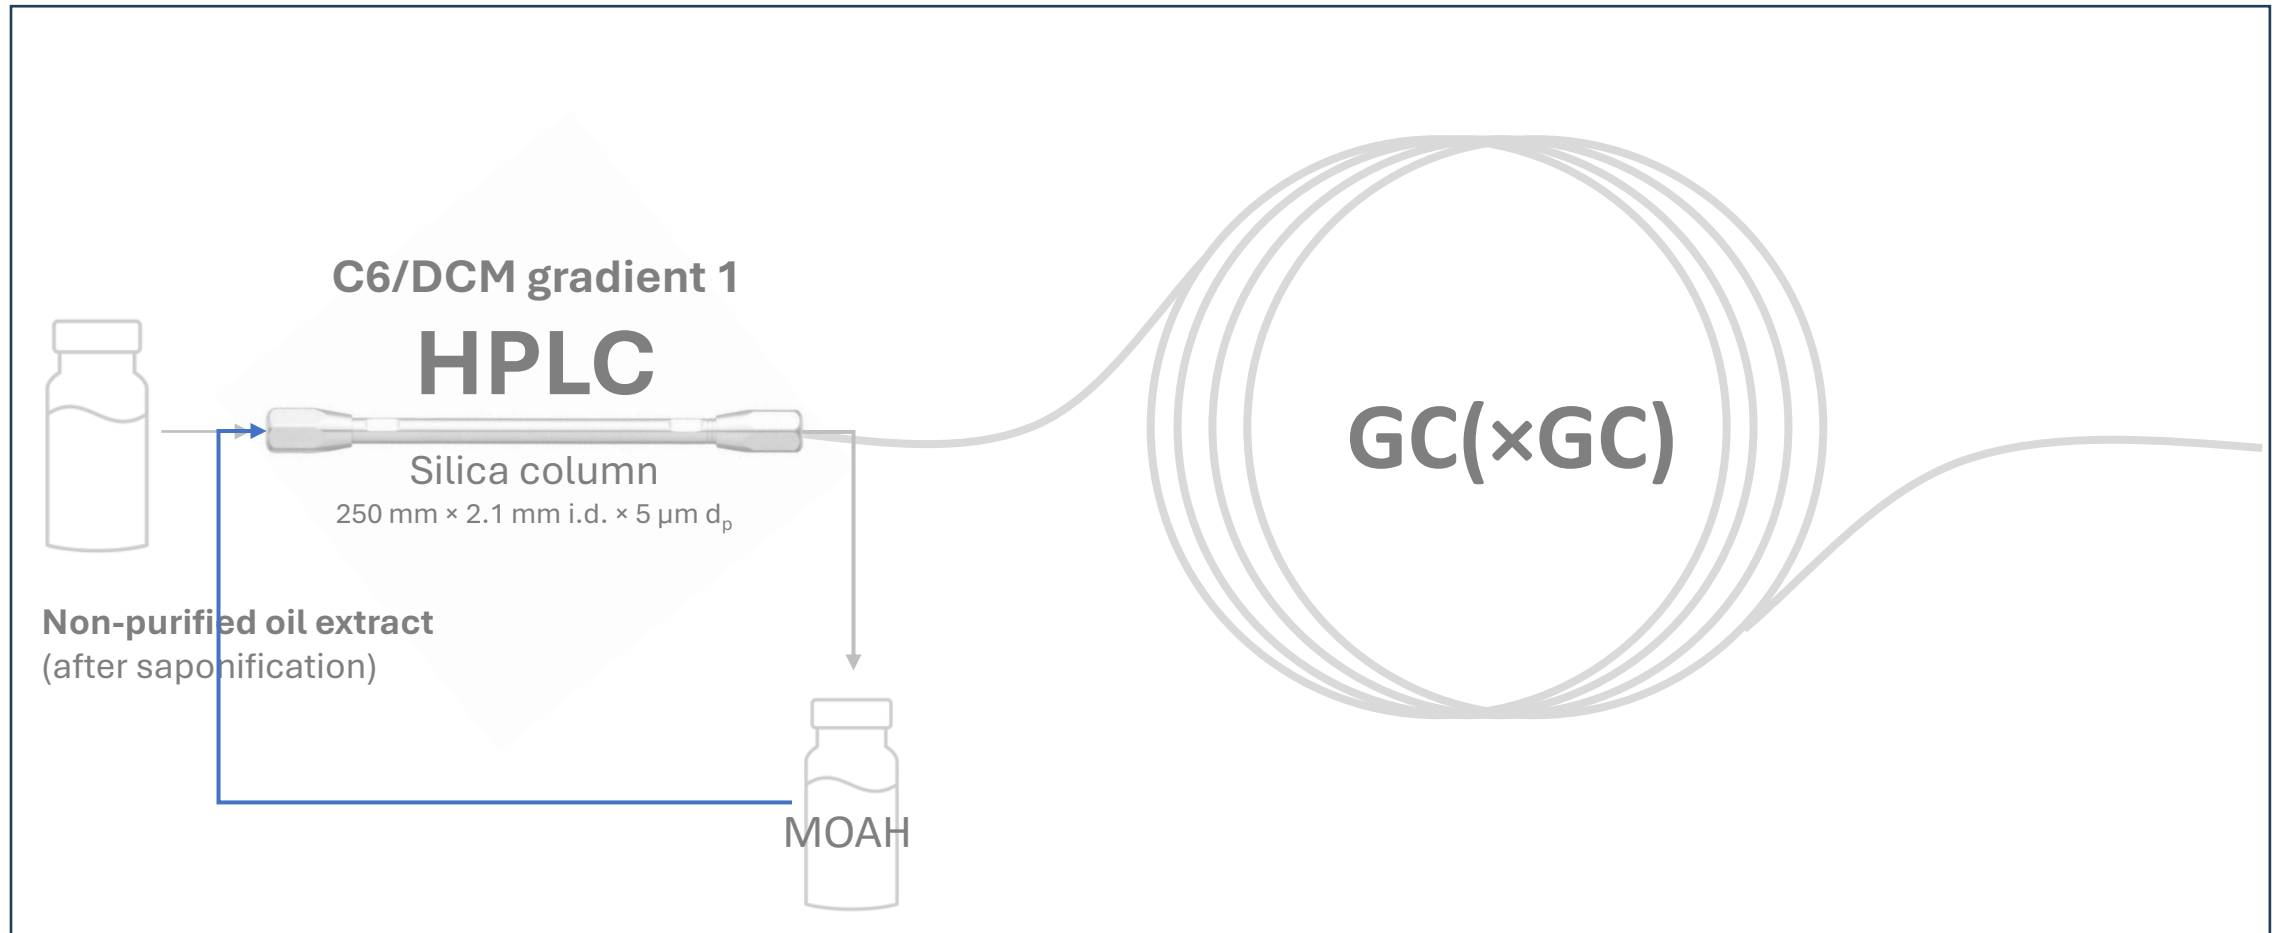 C6/DCM gradient 1
HPLC
Silica column
250 mm × 2.1 mm i.d. × 5 µm dp
Non-purified oil extract
(after saponification)
MOAH
GC(×GC)